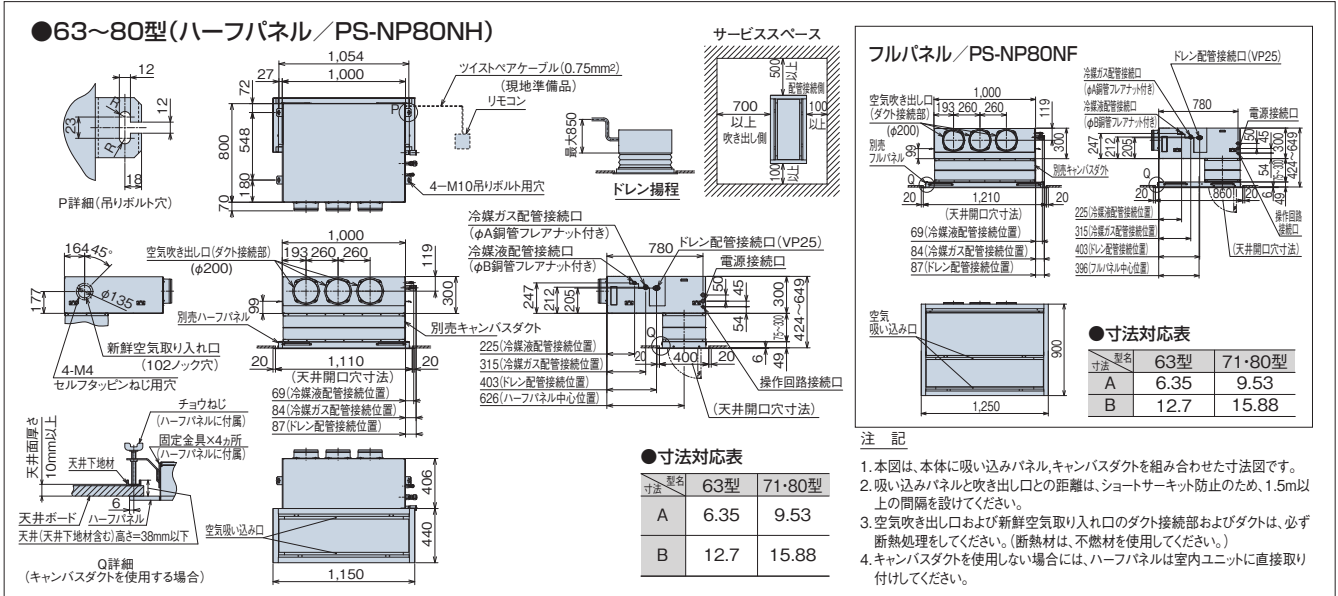 ●63～80型(ハーフパネル／PS-NP80NH)
12
R
R
23
12
18
P詳細(吊りボルト穴)
1,054
27
1,000
72
800
548
180
70
P
ツイストペアケーブル(0.75mm²)
(現地準備品)
リモコン
4-M10吊りボルト用穴
最大850
ドレン揚程
サービススペース
500以上
配管接続側
700以上
吹き出し側
100以上
100以上
164
45°
177
φ135
新鮮空気取り入れ口
(102ノック穴)
4-M4
セルフタッピンねじ用穴
1,000
空気吹き出し口(ダクト接続部)
193 260 260
(φ200)
119
300
99
別売ハーフパネル
別売キャンバスダクト
20
1,110
20
(天井開口穴寸法)
69(冷媒液配管接続位置)
84(冷媒ガス配管接続位置)
87(ドレン配管接続位置)
冷媒ガス配管接続口
(φA銅管フレアナット付き)
冷媒液配管接続口
(φB銅管フレアナット付き)
780
ドレン配管接続口(VP25)
電源接続口
247
212
205
50
45
54
300
75～300
424～649
Q
20
400
20
6
49
225(冷媒液配管接続位置)
315(冷媒ガス配管接続位置)
403(ドレン配管接続位置)
626(ハーフパネル中心位置)
操作回路接続口
(天井開口穴寸法)
天井面厚さ
10mm以上
チョウねじ
(ハーフパネルに付属)
固定金具×4ヵ所
(ハーフパネルに付属)
天井下地材
6
天井ボード
ハーフパネル
天井(天井下地材含む)高さ=38mm以下
Q詳細
(キャンバスダクトを使用する場合)
空気吸い込み口
406
440
1,150
●寸法対応表
寸法 型名 63型 71・80型
A 6.35 9.53
B 12.7 15.88
フルパネル／PS-NP80NF
1,000
空気吹き出し口
(ダクト接続部)
193 260 260
(φ200)
119
300
99
別売
フルパネル
別売キャンバスダクト
Q
20
1,210
20
(天井開口穴寸法)
69(冷媒液配管接続位置)
84(冷媒ガス配管接続位置)
87(ドレン配管接続位置)
ドレン配管接続口(VP25)
冷媒ガス配管接続口
(φA銅管フレアナット付き)
冷媒液配管接続口
(φB銅管フレアナット付き)
780
電源接続口
247
212
205
50
45
54
300
75～300
424～649
Q
20
860
20
6
49
225(冷媒液配管接続位置)
315(冷媒ガス配管接続位置)
403(ドレン配管接続位置)
396(フルパネル中心位置)
操作回路
接続口
(天井開口穴寸法)
空気
吸い込み口
900
1,250
●寸法対応表
寸法 型名 63型 71・80型
A 6.35 9.53
B 12.7 15.88
注 記
1. 本図は、本体に吸い込みパネル,キャンバスダクトを組み合わせた寸法図です。
2. 吸い込みパネルと吹き出し口との距離は、ショートサーキット防止のため、1.5m以
上の間隔を設けてください。
3. 空気吹き出し口および新鮮空気取り入れ口のダクト接続部およびダクトは、必ず
断熱処理をしてください。(断熱材は、不燃材を使用してください。)
4. キャンバスダクトを使用しない場合には、ハーフパネルは室内ユニットに直接取り
付けしてください。